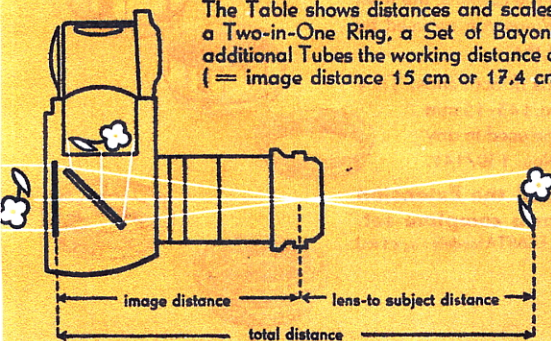 The Table shows distances and scales
a Two-in-One Ring, a Set of Bayon
additional Tubes the working distance
(= image distance 15 cm or 17,4 cr
image distance
lens-to subject distance
total distance